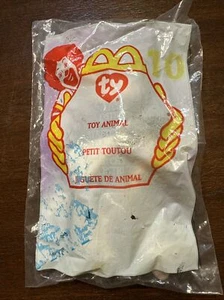 10
ty
TOY ANIMAL
PETIT TOUTOU
JUGUETE DE ANIMAL